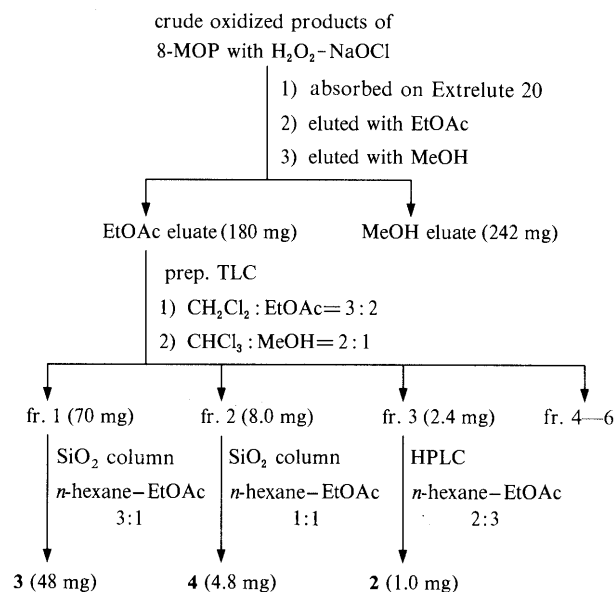 crude oxidized products of
8-MOP with H₂O₂–NaOCl
1) absorbed on Extrelute 20
2) eluted with EtOAc
3) eluted with MeOH
EtOAc eluate (180 mg) MeOH eluate (242 mg)
prep. TLC
1) CH₂Cl₂ : EtOAc = 3 : 2
2) CHCl₃ : MeOH = 2 : 1
fr. 1 (70 mg) fr. 2 (8.0 mg) fr. 3 (2.4 mg) fr. 4—6
SiO₂ column SiO₂ column HPLC
n-hexane–EtOAc n-hexane–EtOAc n-hexane–EtOAc
3:1 1:1 2:3
3 (48 mg) 4 (4.8 mg) 2 (1.0 mg)